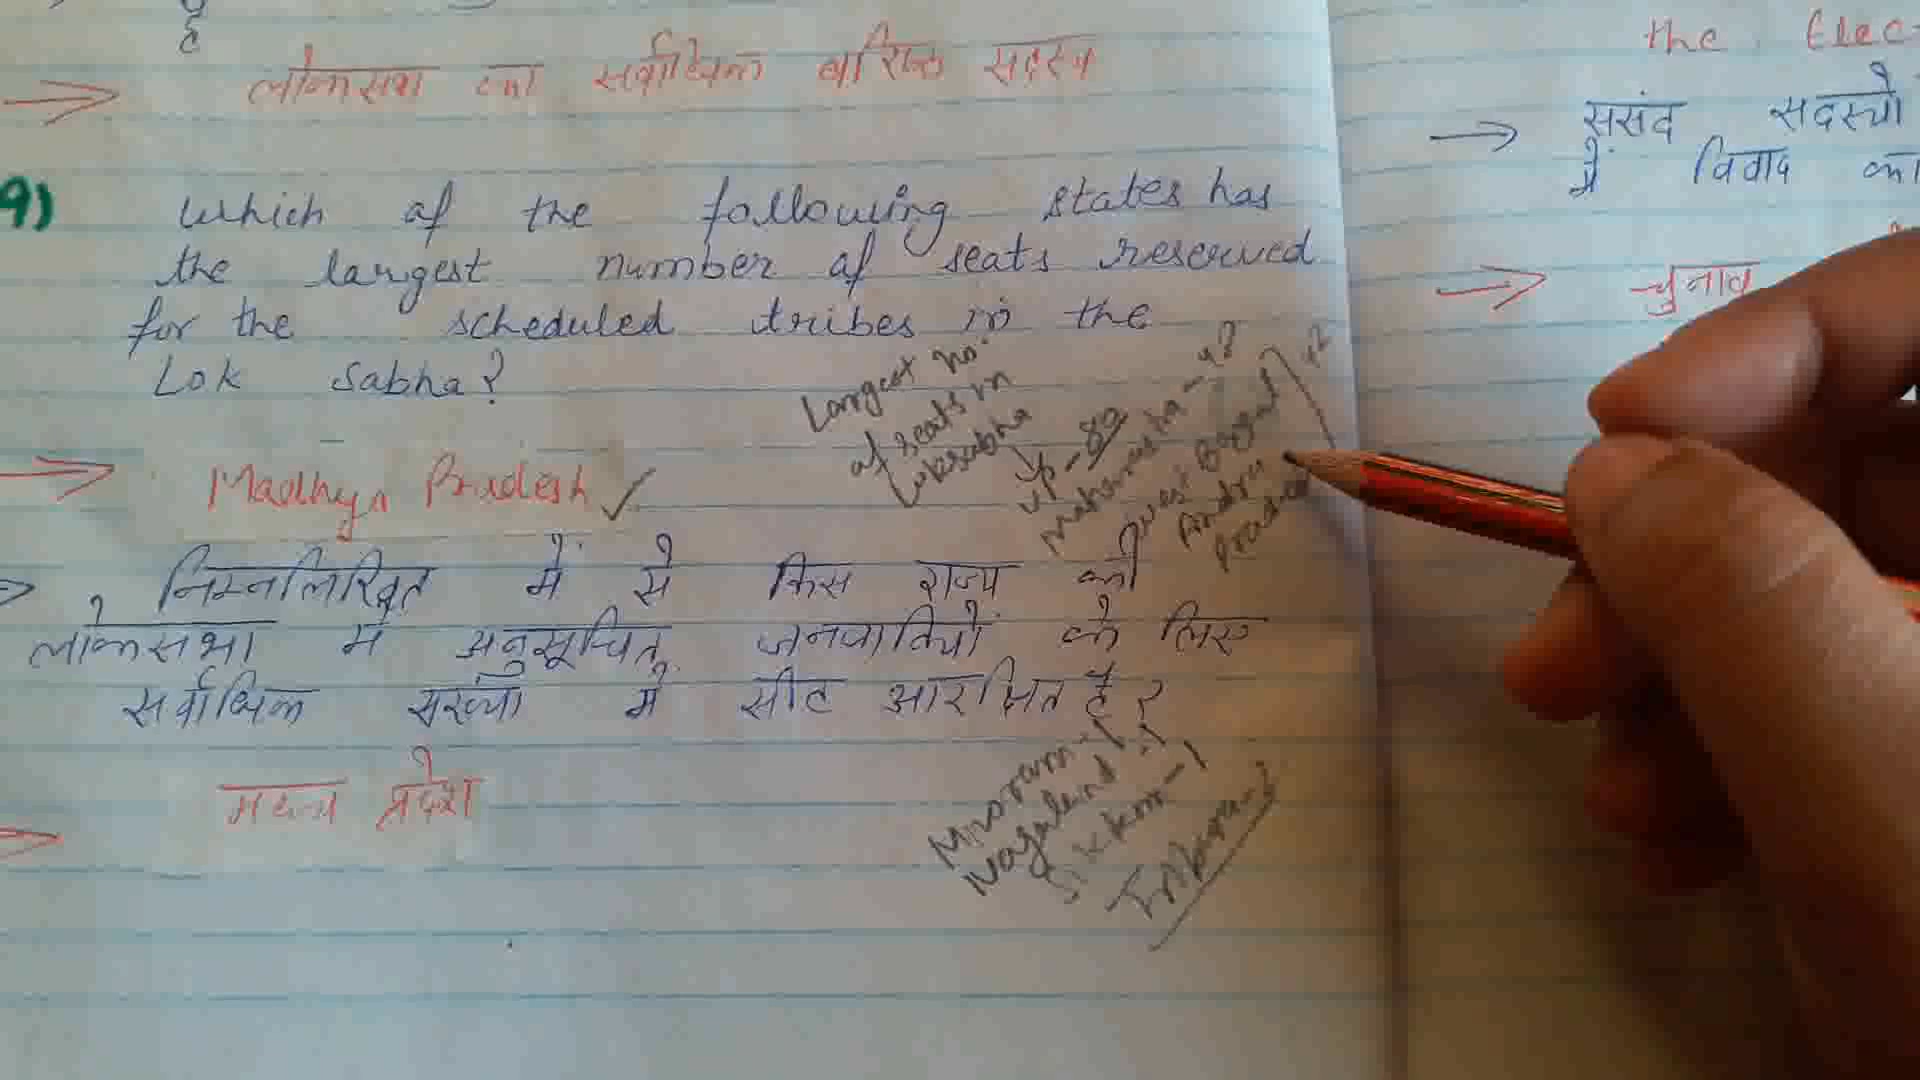 है
लोकसभा का सर्वाधिक वरिष्ठ सदस्य
9) Which of the following states has
the largest number of seats reserved
for the scheduled tribes in the
Lok Sabha?
Largest no.
of seats in
Loksabha
UP-80
Maharashtra-48
West Bengal
Andra
Pradesh
42
Madhya Pradesh ✓
निम्नलिखित में से किस राज्य की
लोकसभा में अनुसूचित जनजातियों के लिए
सर्वाधिक संख्या में सीट आरक्षित है?
मध्य प्रदेश
Mizoram-1
Nagaland-1
Sikkim-1
the Elec
संसद सदस्यो
में विवाद का
चुनाव